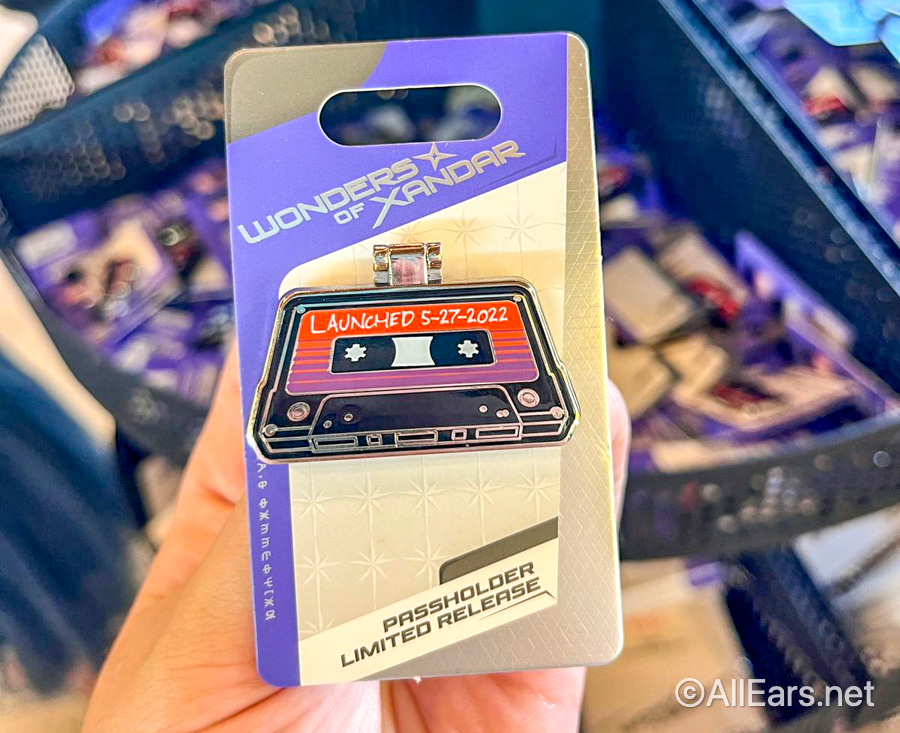 WONDERS
OF XANDAR
LAUNCHED 5-27-2022
PASSHOLDER
LIMITED RELEASE
©AllEars.net